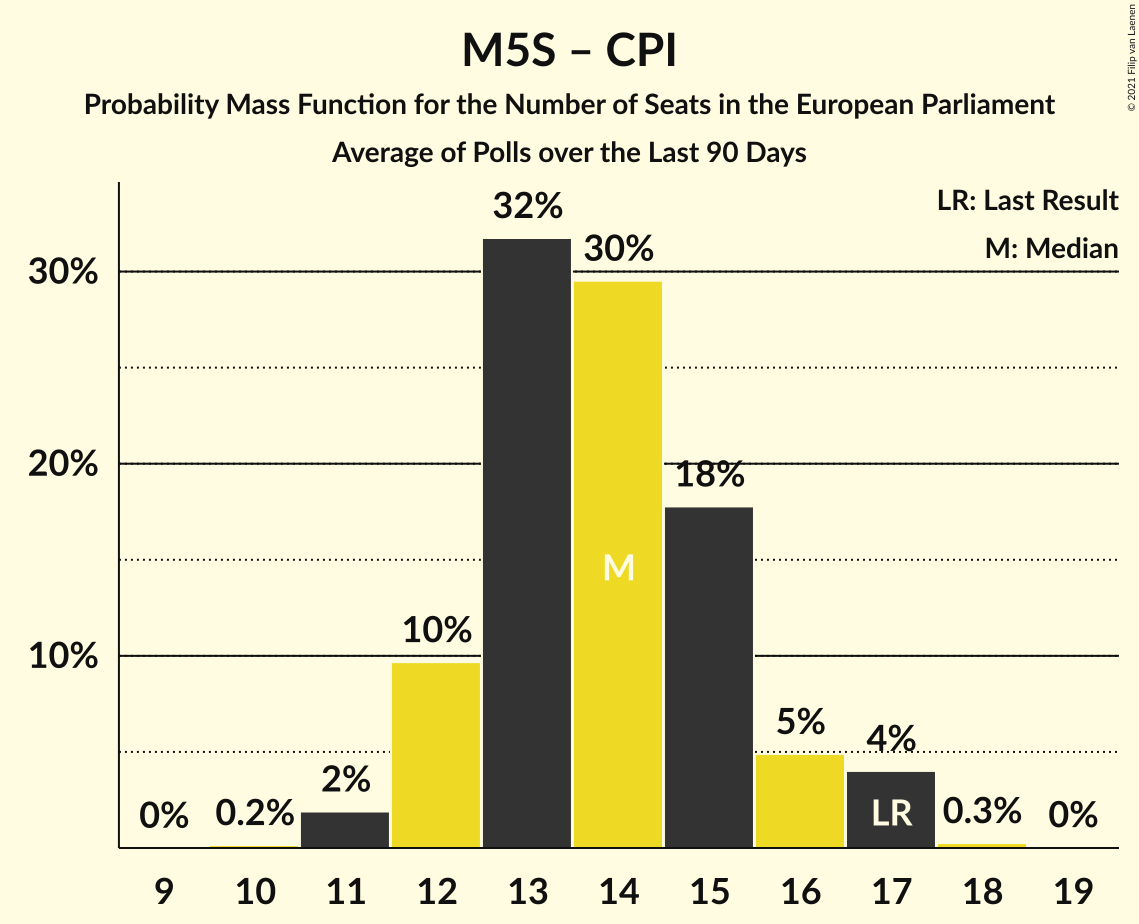 M5S – CPI
Probability Mass Function for the Number of Seats in the European Parliament
Average of Polls over the Last 90 Days
© 2021 Filip van Laenen
LR: Last Result
M: Median
30%
20%
10%
0%
0.2%
2%
10%
32%
30%
18%
5%
4%
0.3%
0%
M
LR
9 10 11 12 13 14 15 16 17 18 19